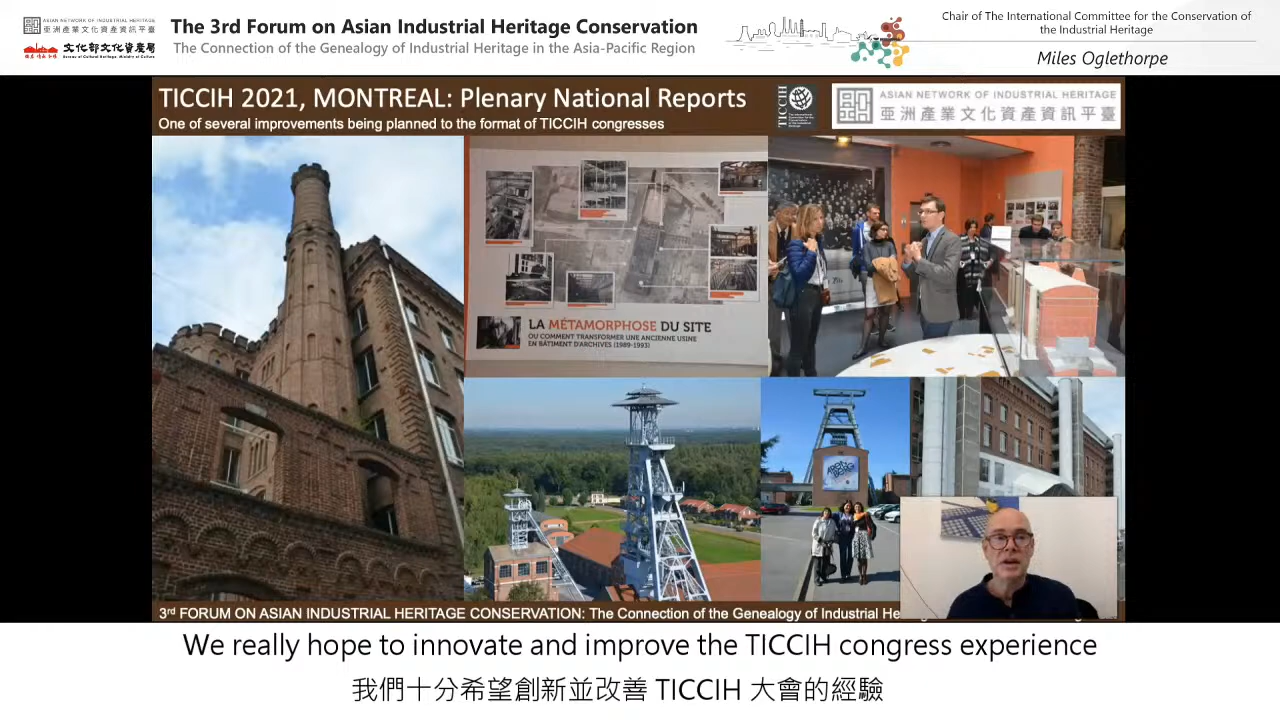 ASIAN NETWORK OF INDUSTRIAL HERITAGE
亞洲產業文化資產資訊平臺
文化部文化資產局
Bureau of Cultural Heritage, Ministry of Culture
The 3rd Forum on Asian Industrial Heritage Conservation
The Connection of the Genealogy of Industrial Heritage in the Asia-Pacific Region
Chair of The International Committee for the Conservation of
the Industrial Heritage
Miles Oglethorpe
TICCIH 2021, MONTREAL: Plenary National Reports
One of several improvements being planned to the format of TICCIH congresses
TICCIH
ASIAN NETWORK OF INDUSTRIAL HERITAGE
亞洲產業文化資產資訊平臺
LA MÉTAMORPHOSE DU SITE
OU COMMENT TRANSFORMER UNE ANCIENNE USINE
EN BÂTIMENT D'ARCHIVES (1989-1993)
3rd FORUM ON ASIAN INDUSTRIAL HERITAGE CONSERVATION: The Connection of the Genealogy of Industrial He
We really hope to innovate and improve the TICCIH congress experience
我們十分希望創新並改善 TICCIH 大會的經驗